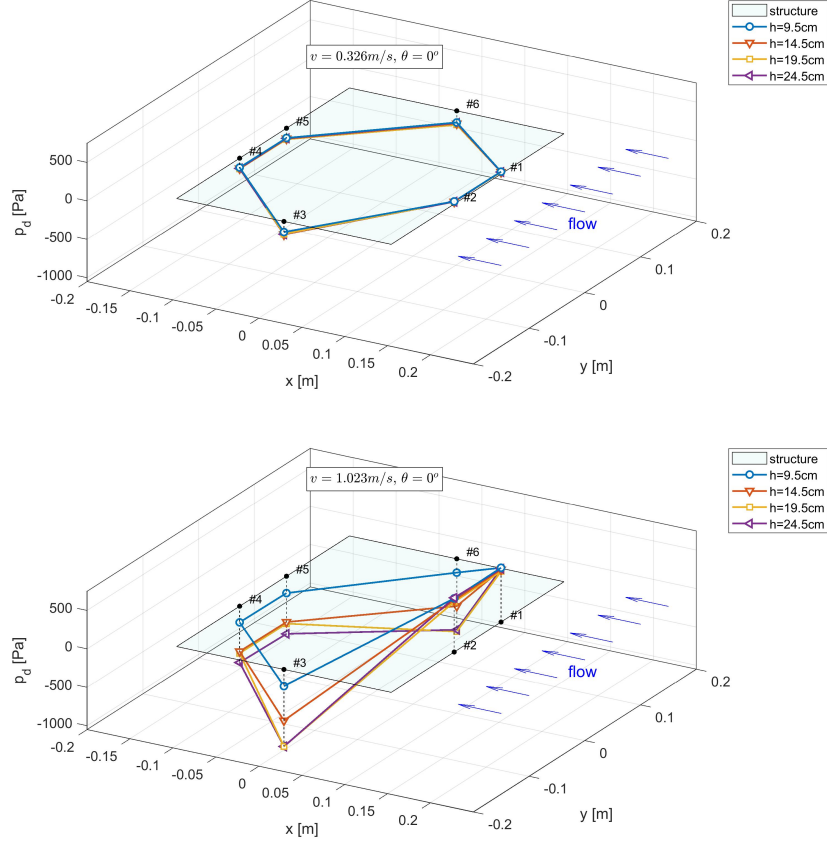 structure
h=9.5cm
h=14.5cm
h=19.5cm
h=24.5cm
v = 0.326m/s, θ = 0°
#6
#5
#4
#1
#2
#3
flow
500
0
-500
-1000
p_d [Pa]
-0.2
-0.15
-0.1
-0.05
0
0.05
0.1
0.15
0.2
x [m]
-0.2
-0.1
0
0.1
0.2
y [m]
structure
h=9.5cm
h=14.5cm
h=19.5cm
h=24.5cm
v = 1.023m/s, θ = 0°
#6
#5
#4
#1
#2
#3
flow
500
0
-500
-1000
p_d [Pa]
-0.2
-0.15
-0.1
-0.05
0
0.05
0.1
0.15
0.2
x [m]
-0.2
-0.1
0
0.1
0.2
y [m]